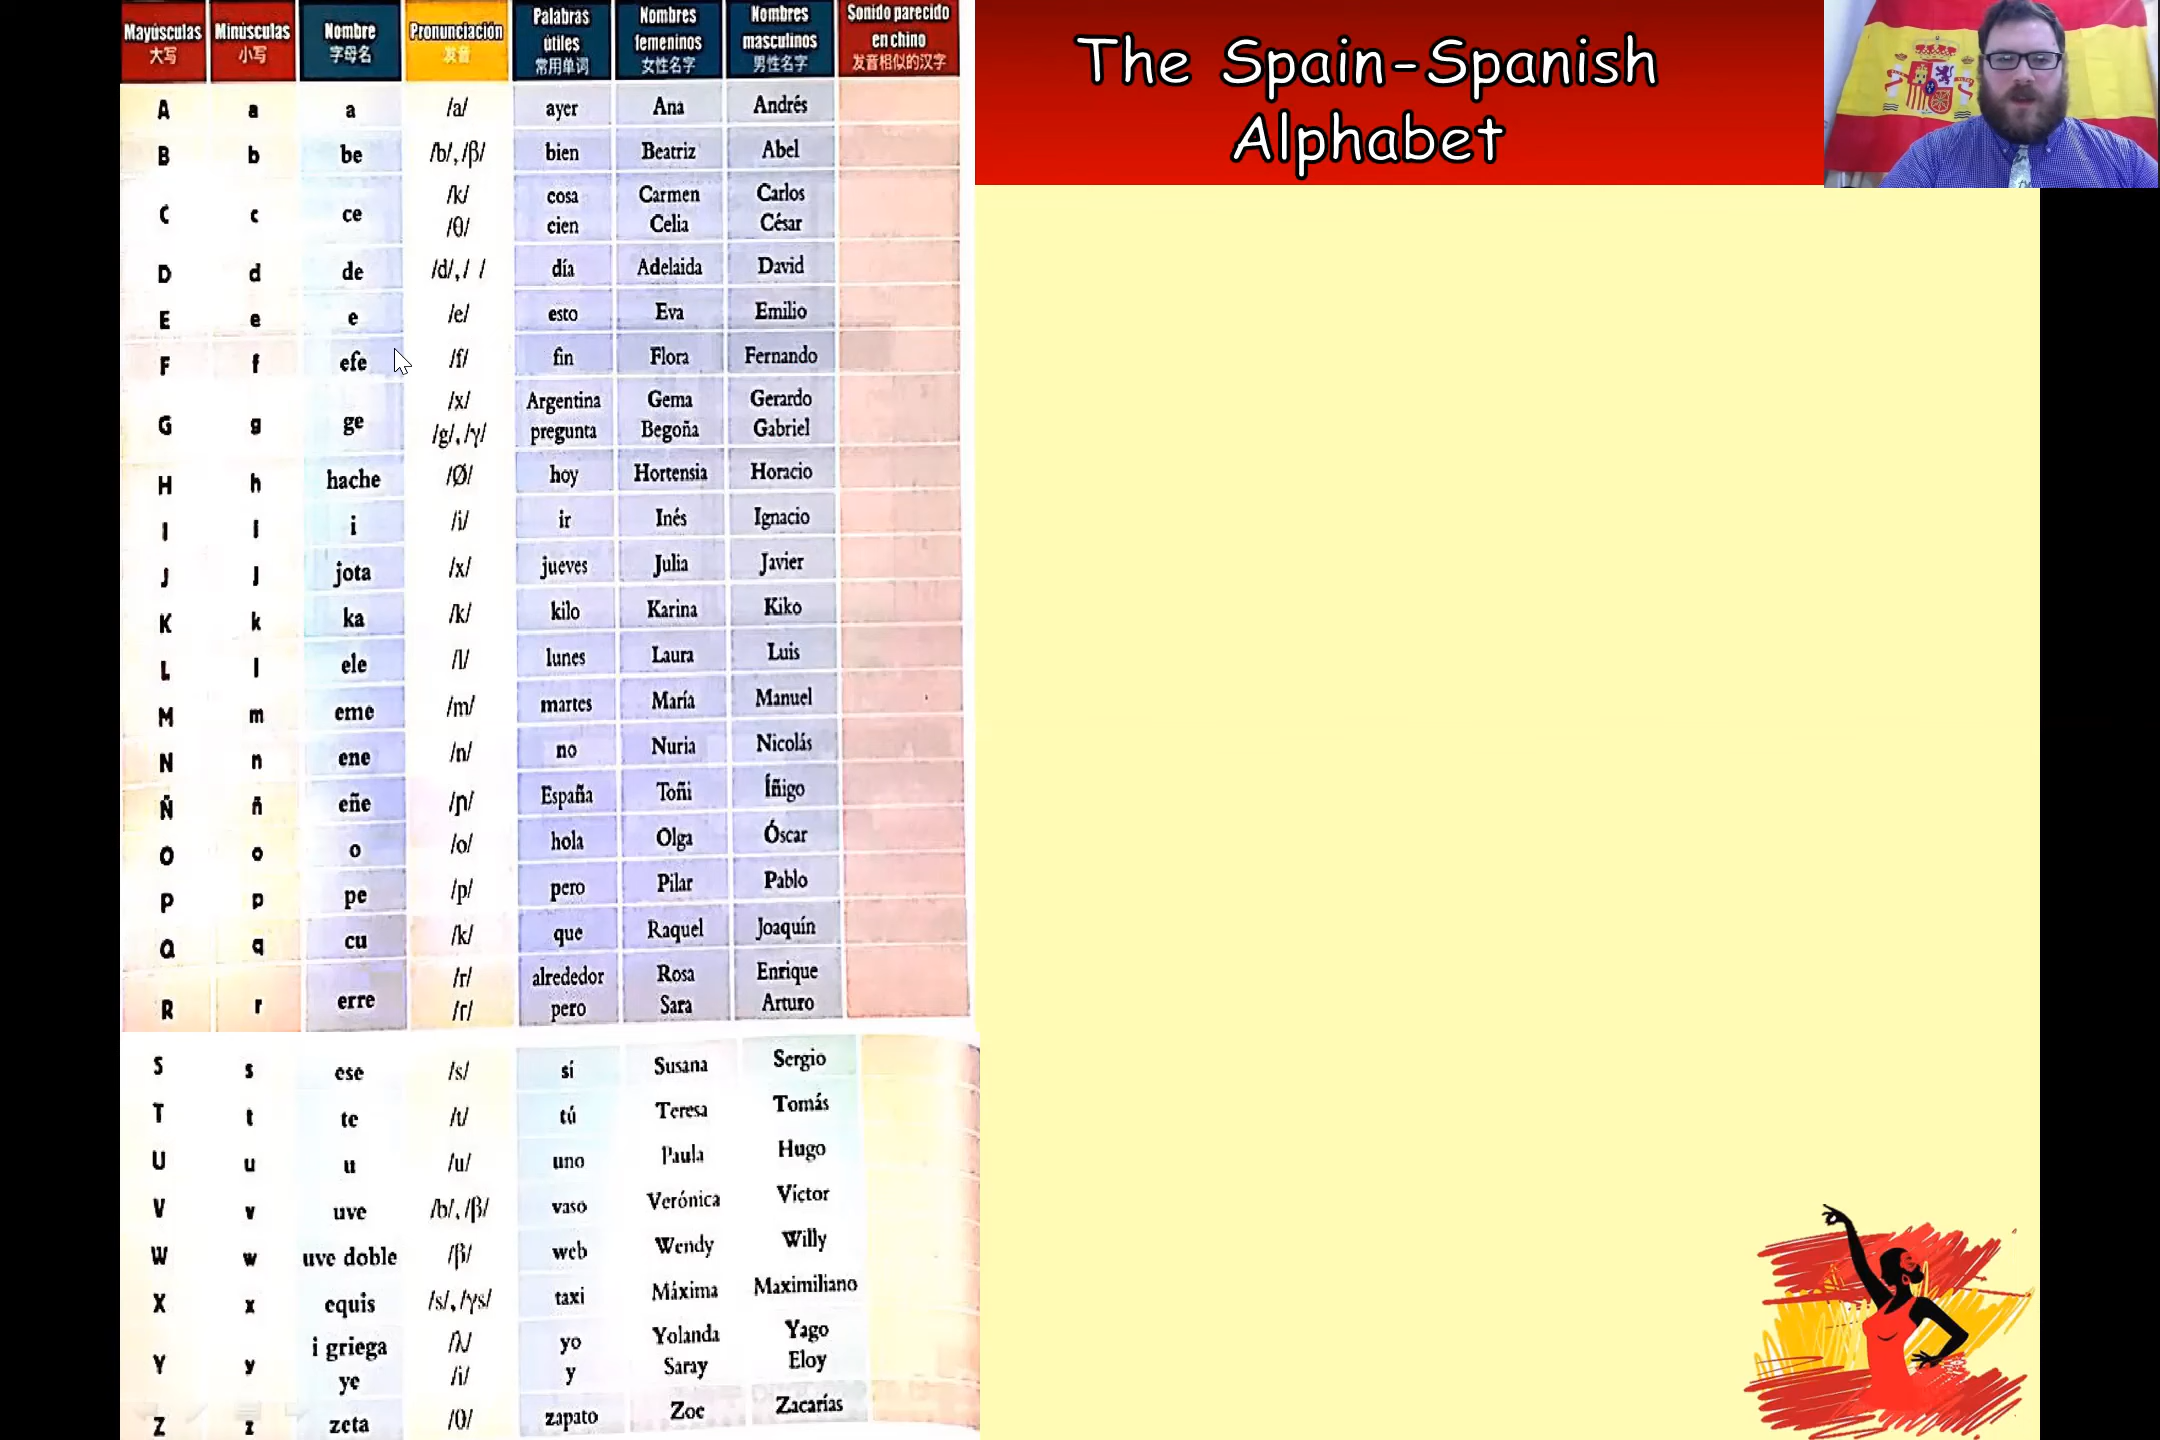 Mayúsculas 大写 Minúsculas 小写 Nombre 字母名 Pronunciación 发音 Palabras útiles 常用单词 Nombres femeninos 女性名字 Nombres masculinos 男性名字 Sonido parecido en chino 发音相似的汉字
The Spain-Spanish
Alphabet
A a a /a/ ayer Ana Andrés
B b be /b/, /β/ bien Beatriz Abel
C c ce /k/ cosa Carmen Carlos
/θ/ cien Celia César
D d de /d/, / / día Adelaida David
E e e /e/ esto Eva Emilio
F f efe /f/ fin Flora Fernando
G g ge /x/ Argentina Gema Gerardo
/g/, /γ/ pregunta Begoña Gabriel
H h hache /Ø/ hoy Hortensia Horacio
I i i /i/ ir Inés Ignacio
J j jota /x/ jueves Julia Javier
K k ka /k/ kilo Karina Kiko
L l ele /l/ lunes Laura Luis
M m eme /m/ martes María Manuel
N n ene /n/ no Nuria Nicolás
Ñ ñ eñe /ɲ/ España Toñi Íñigo
O o o /o/ hola Olga Óscar
P p pe /p/ pero Pilar Pablo
Q q cu /k/ que Raquel Joaquín
R r erre /r/ alrededor Rosa Enrique
/ɾ/ pero Sara Arturo
S s ese /s/ sí Susana Sergio
T t te /t/ tú Teresa Tomás
U u u /u/ uno Paula Hugo
V v uve /b/, /β/ vaso Verónica Víctor
W w uve doble /β/ web Wendy Willy
X x equis /s/, /γs/ taxi Máxima Maximiliano
Y y i griega /λ/ yo Yolanda Yago
ye /i/ y Saray Eloy
Z z zeta /θ/ zapato Zoe Zacarías